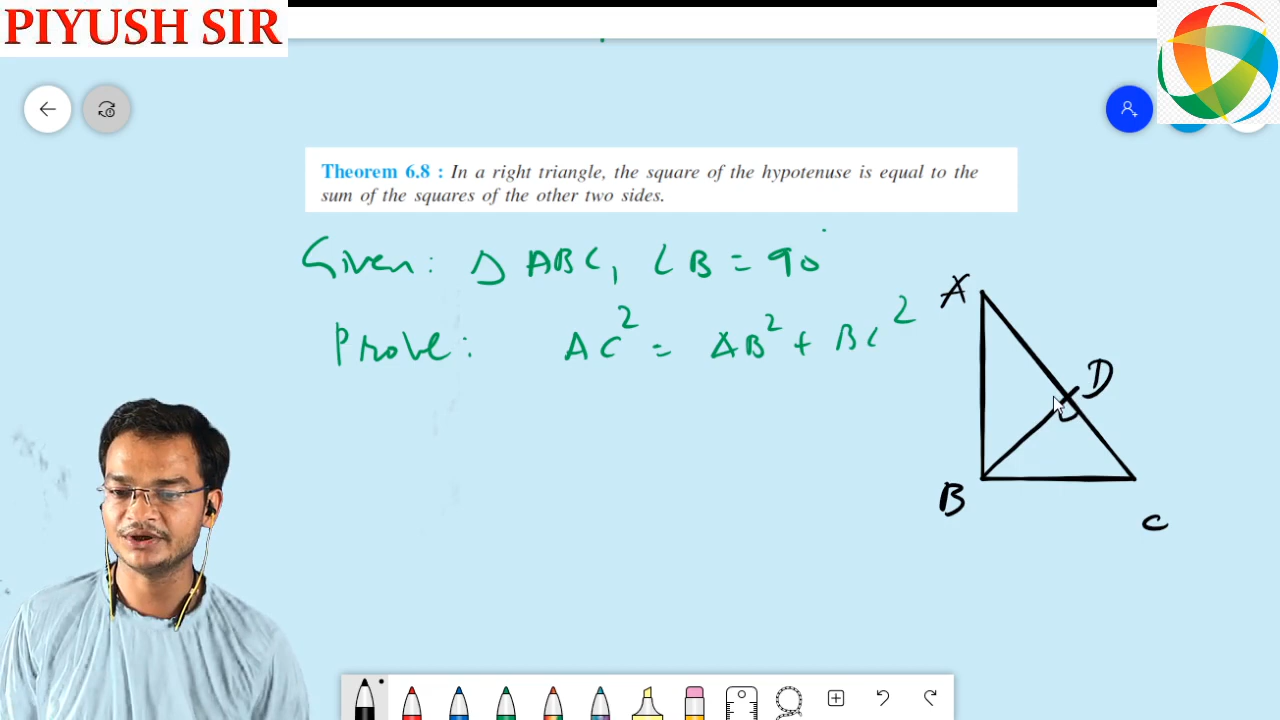 PIYUSH SIR
Theorem 6.8 : In a right triangle, the square of the hypotenuse is equal to the
sum of the squares of the other two sides.
Given: △ ABC, ∠B = 90°
Prove: AC² = AB² + BC²
A
D
B
C